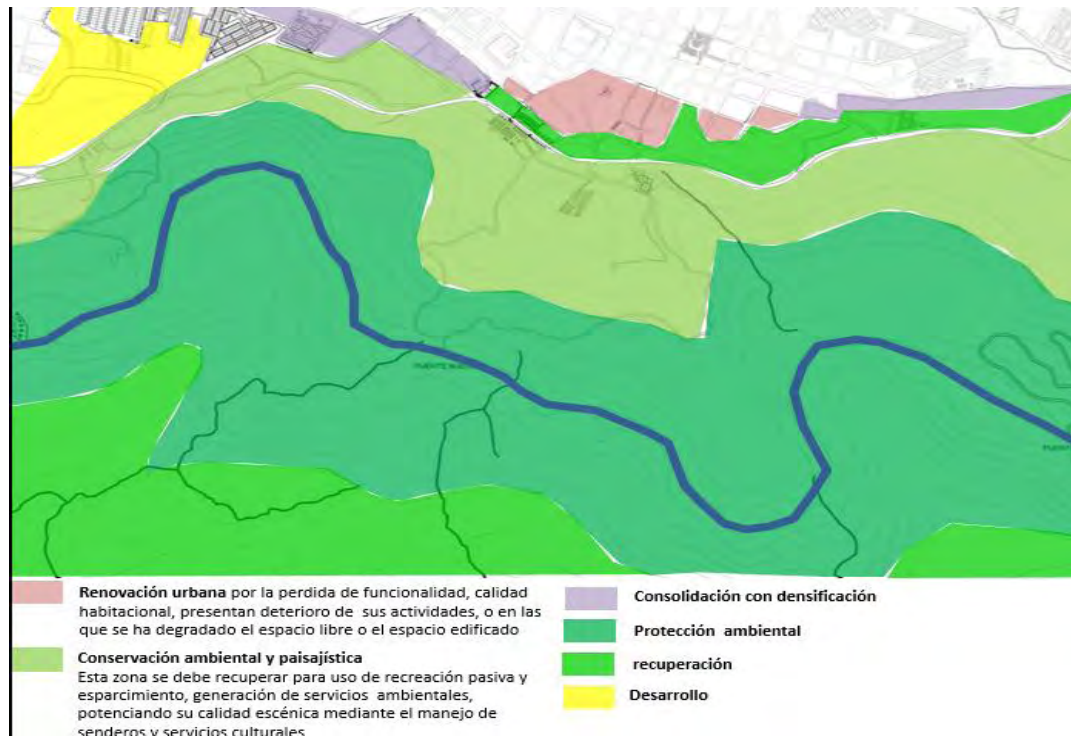 Renovación urbana por la perdida de funcionalidad, calidad
habitacional, presentan deterioro de sus actividades, o en las
que se ha degradado el espacio libre o el espacio edificado
Conservación ambiental y paisajística
Esta zona se debe recuperar para uso de recreación pasiva y
esparcimiento, generación de servicios ambientales,
potenciando su calidad escénica mediante el manejo de
senderos y servicios culturales
Consolidación con densificación
Protección ambiental
recuperación
Desarrollo